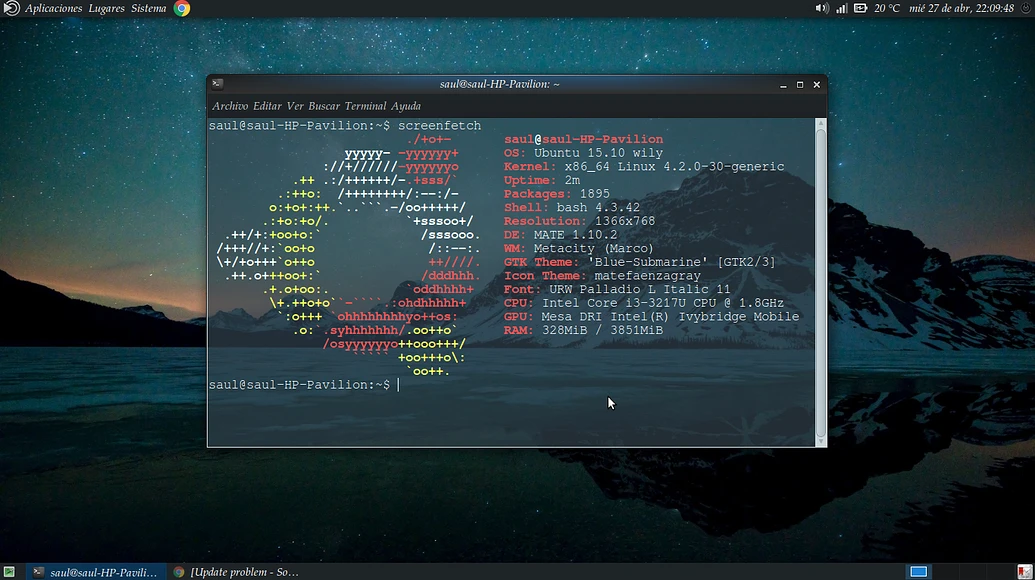 Aplicaciones Lugares Sistema
20 °C mié 27 de abr, 22:09:48
saul@saul-HP-Pavilion: ~
Archivo Editar Ver Buscar Terminal Ayuda
saul@saul-HP-Pavilion:~$ screenfetch
saul@saul-HP-Pavilion
OS: Ubuntu 15.10 wily
Kernel: x86_64 Linux 4.2.0-30-generic
Uptime: 2m
Packages: 1895
Shell: bash 4.3.42
Resolution: 1366x768
DE: MATE 1.10.2
WM: Metacity (Marco)
GTK Theme: 'Blue-Submarine' [GTK2/3]
Icon Theme: matefaenzagray
Font: URW Palladio L Italic 11
CPU: Intel Core i3-3217U CPU @ 1.8GHz
GPU: Mesa DRI Intel(R) Ivybridge Mobile
RAM: 328MiB / 3851MiB
saul@saul-HP-Pavilion:~$
saul@saul-HP-Pavili...
[Update problem - So...